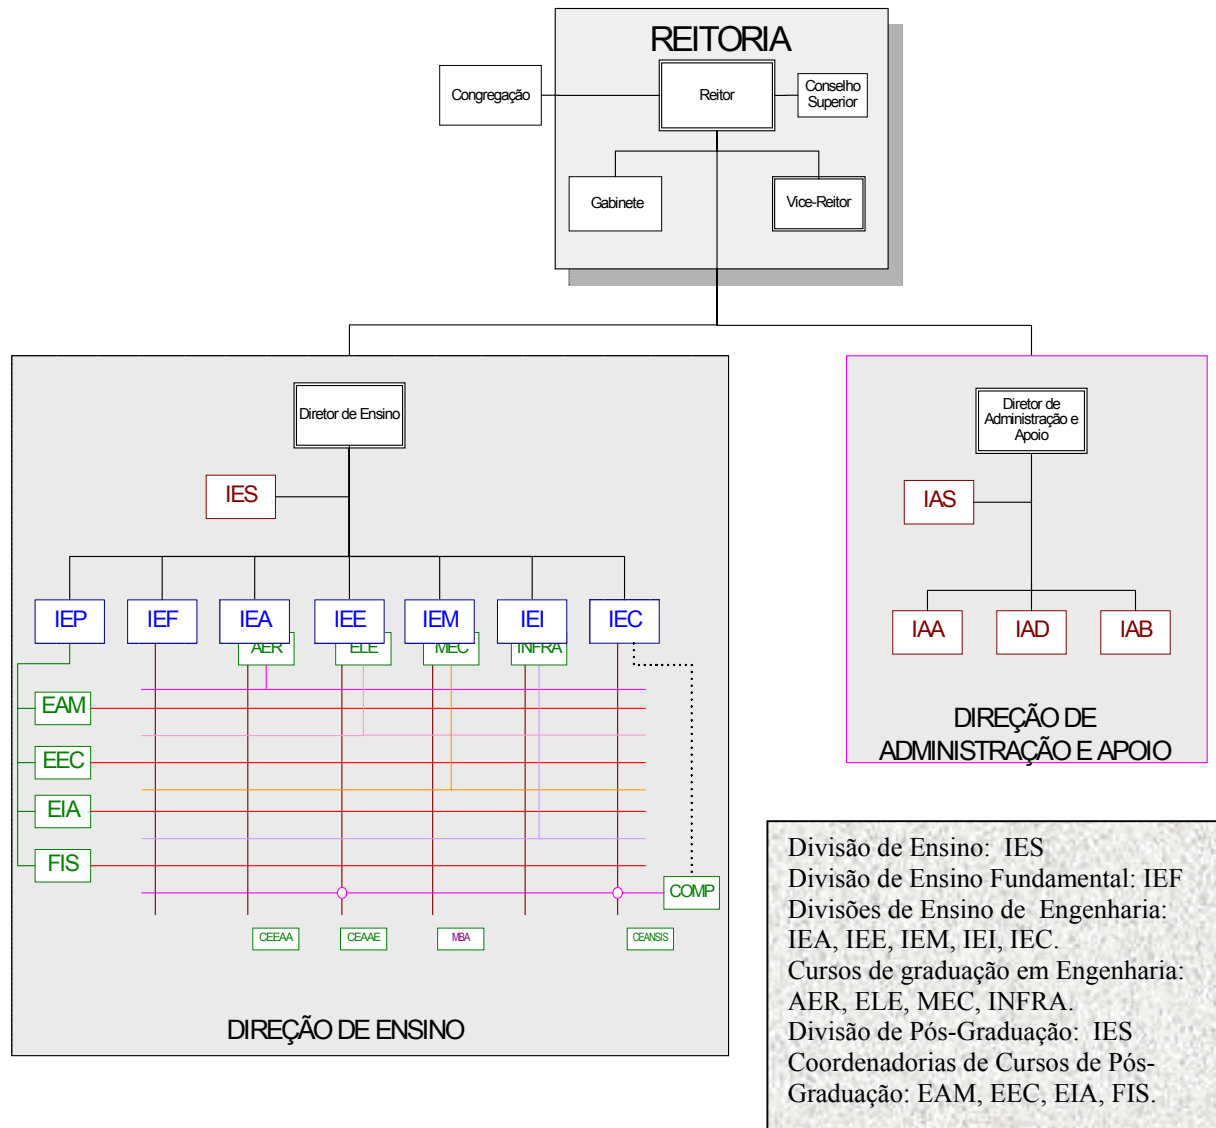 REITORIA
Congregação
Reitor
Conselho
Superior
Gabinete
Vice-Reitor
Diretor de Ensino
IES
IEP
IEF
IEA
IEE
IEM
IEI
IEC
AER
ELE
MEC
INFRA
EAM
EEC
EIA
FIS
COMP
CEEAA
CEAAE
MBA
CEANSIS
DIREÇÃO DE ENSINO
Diretor de
Administração e
Apoio
IAS
IAA
IAD
IAB
DIREÇÃO DE
ADMINISTRAÇÃO E APOIO
Divisão de Ensino: IES
Divisão de Ensino Fundamental: IEF
Divisões de Ensino de Engenharia:
IEA, IEE, IEM, IEI, IEC.
Cursos de graduação em Engenharia:
AER, ELE, MEC, INFRA.
Divisão de Pós-Graduação: IES
Coordenadorias de Cursos de Pós-
Graduação: EAM, EEC, EIA, FIS.